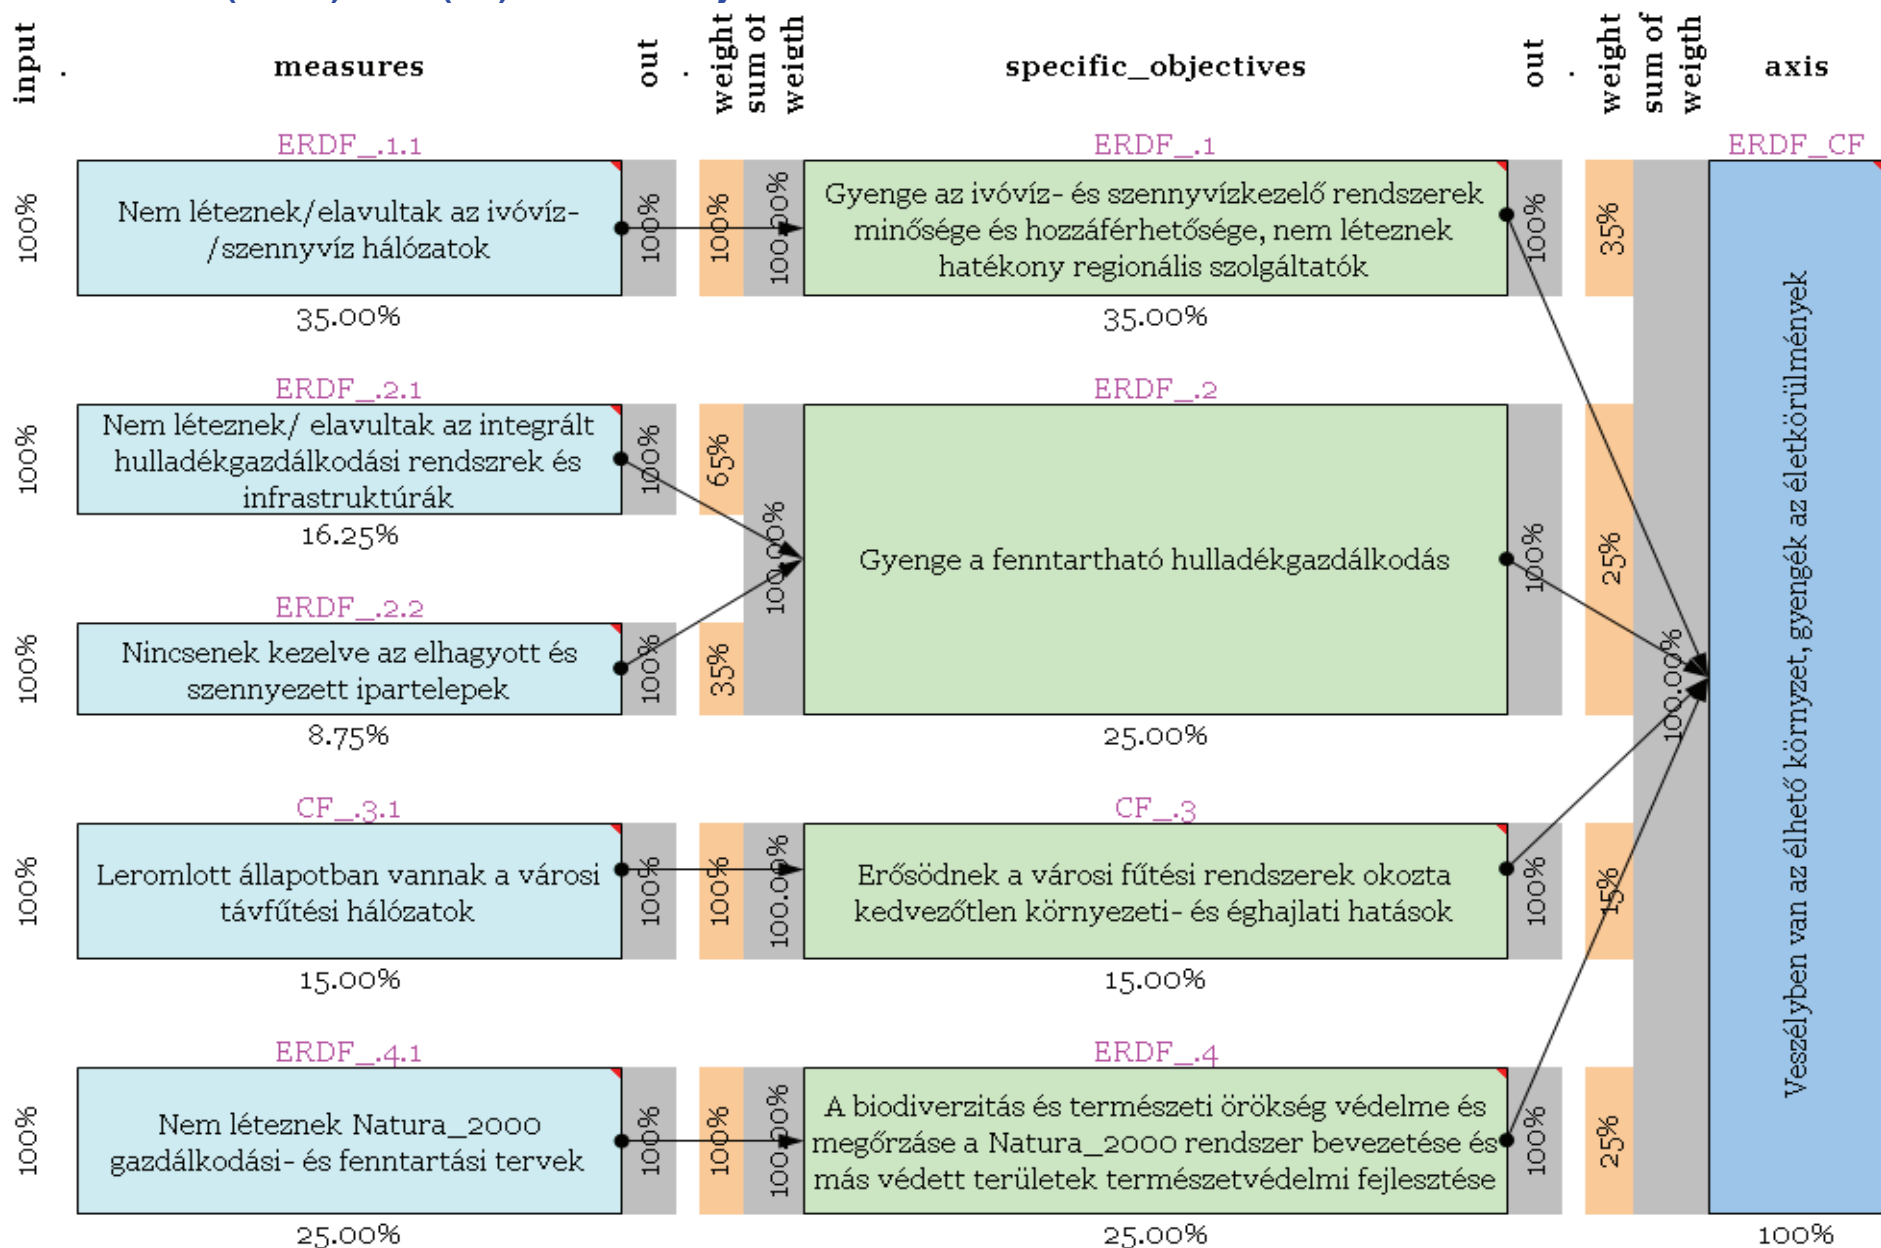 input
.
measures
out
.
weight
sum of
weigth
specific_objectives
out
.
weight
sum of
weigth
axis
ERDF_.1.1
ERDF_.1
ERDF_CF
100%
Nem léteznek/elavultak az ivóvíz-
/szennyvíz hálózatok
100%
100%
100.00%
Gyenge az ivóvíz- és szennyvízkezelő rendszerek
minősége és hozzáférhetősége, nem léteznek
hatékony regionális szolgáltatók
100%
35%
35.00%
35.00%
ERDF_.2.1
ERDF_.2
100%
Nem léteznek/ elavultak az integrált
hulladékgazdálkodási rendszrek és
infrastruktúrák
100%
65%
16.25%
100.00%
Gyenge a fenntartható hulladékgazdálkodás
100%
25%
ERDF_.2.2
100%
Nincsenek kezelve az elhagyott és
szennyezett ipartelepek
100%
35%
8.75%
25.00%
100.00%
Veszélyben van az élhető környzet, gyengék az életkörülmények
CF_.3.1
CF_.3
100%
Leromlott állapotban vannak a városi
távfűtési hálózatok
100%
100%
100.00%
Erősödnek a városi fűtési rendszerek okozta
kedvezőtlen környezeti- és éghajlati hatások
100%
15%
15.00%
15.00%
ERDF_.4.1
ERDF_.4
100%
Nem léteznek Natura_2000
gazdálkodási- és fenntartási tervek
100%
100%
100.00%
A biodiverzitás és természeti örökség védelme és
megőrzáse a Natura_2000 rendszer bevezetése és
más védett területek természetvédelmi fejlesztése
100%
25%
25.00%
25.00%
100%